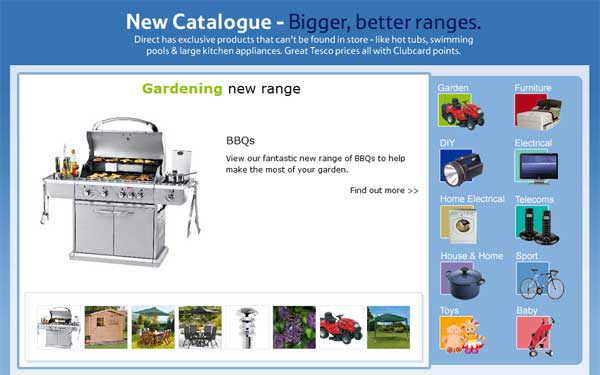 New Catalogue - Bigger, better ranges.
Direct has exclusive products that can't be found in store - like hot tubs, swimming
pools & large kitchen appliances. Great Tesco prices all with Clubcard points.
Gardening new range
BBQs
View our fantastic new range of BBQs to help
make the most of your garden.
Find out more >>
Garden
Furniture
DIY
Electrical
Home Electrical
Telecoms
House & Home
Sport
Toys
Baby